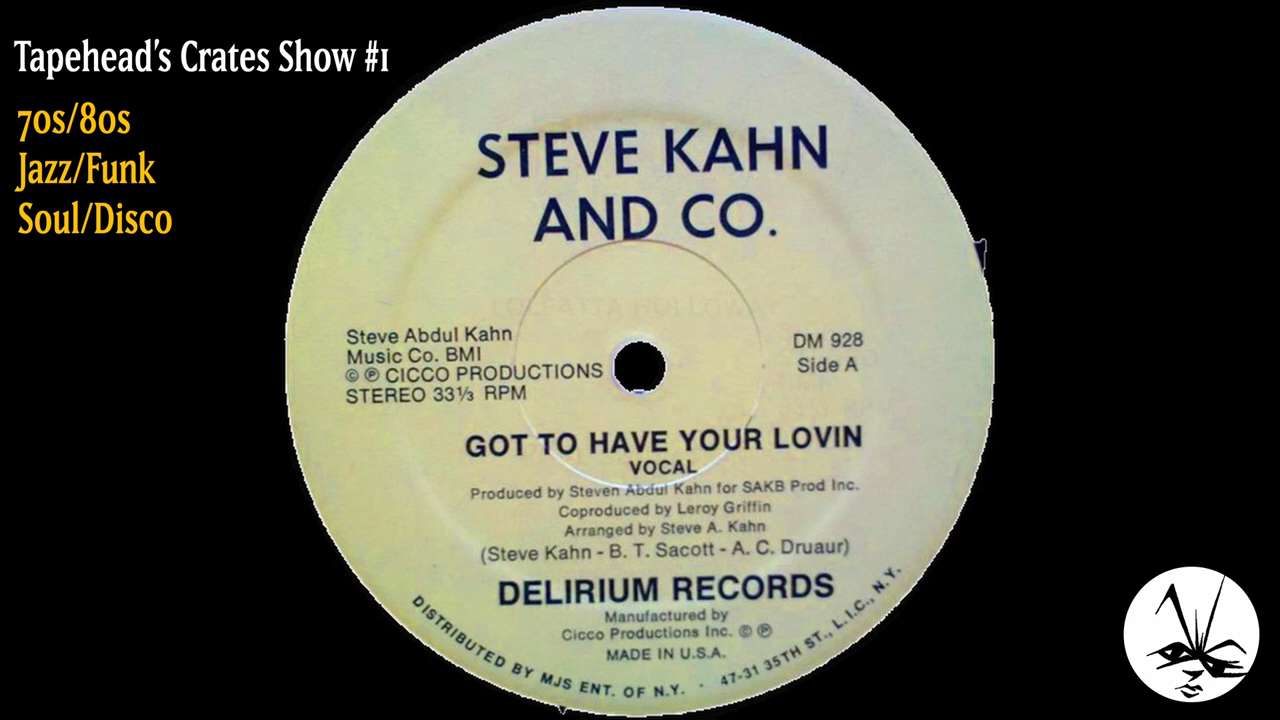 Tapehead's Crates Show #1
70s/80s
Jazz/Funk
Soul/Disco
STEVE KAHN
AND CO.
Steve Abdul Kahn
Music Co. BMI
© ℗ CICCO PRODUCTIONS
STEREO 33⅓ RPM
DM 928
Side A
GOT TO HAVE YOUR LOVIN
VOCAL
Produced by Steven Abdul Kahn for SAKB Prod Inc.
Coproduced by Leroy Griffin
Arranged by Steve A. Kahn
(Steve Kahn - B. T. Sacott - A. C. Druaur)
DELIRIUM RECORDS
Manufactured by
Cicco Productions Inc. © ℗
MADE IN U.S.A.
DISTRIBUTED BY MJS ENT. OF N.Y. - 47-31 35TH ST., L.I.C., N.Y.